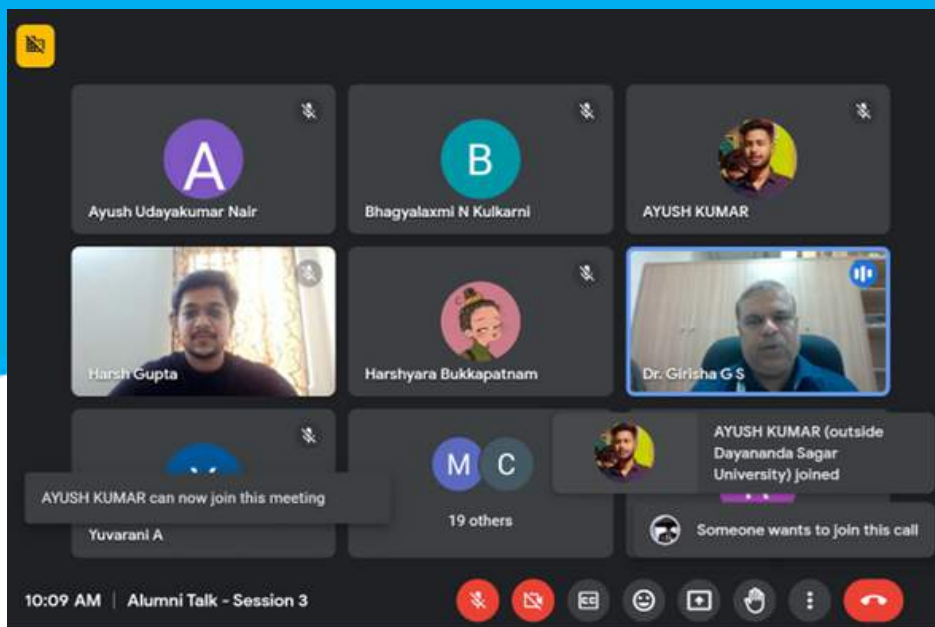 A
Ayush Udayakumar Nair
B
Bhagyalaxmi N Kulkarni
AYUSH KUMAR
Harsh Gupta
Harshyara Bukkapatnam
Dr. Girisha G S
Yuvarani A
M C
19 others
AYUSH KUMAR (outside
Dayananda Sagar
University) joined
AYUSH KUMAR can now join this meeting
Someone wants to join this call
10:09 AM | Alumni Talk - Session 3
CC